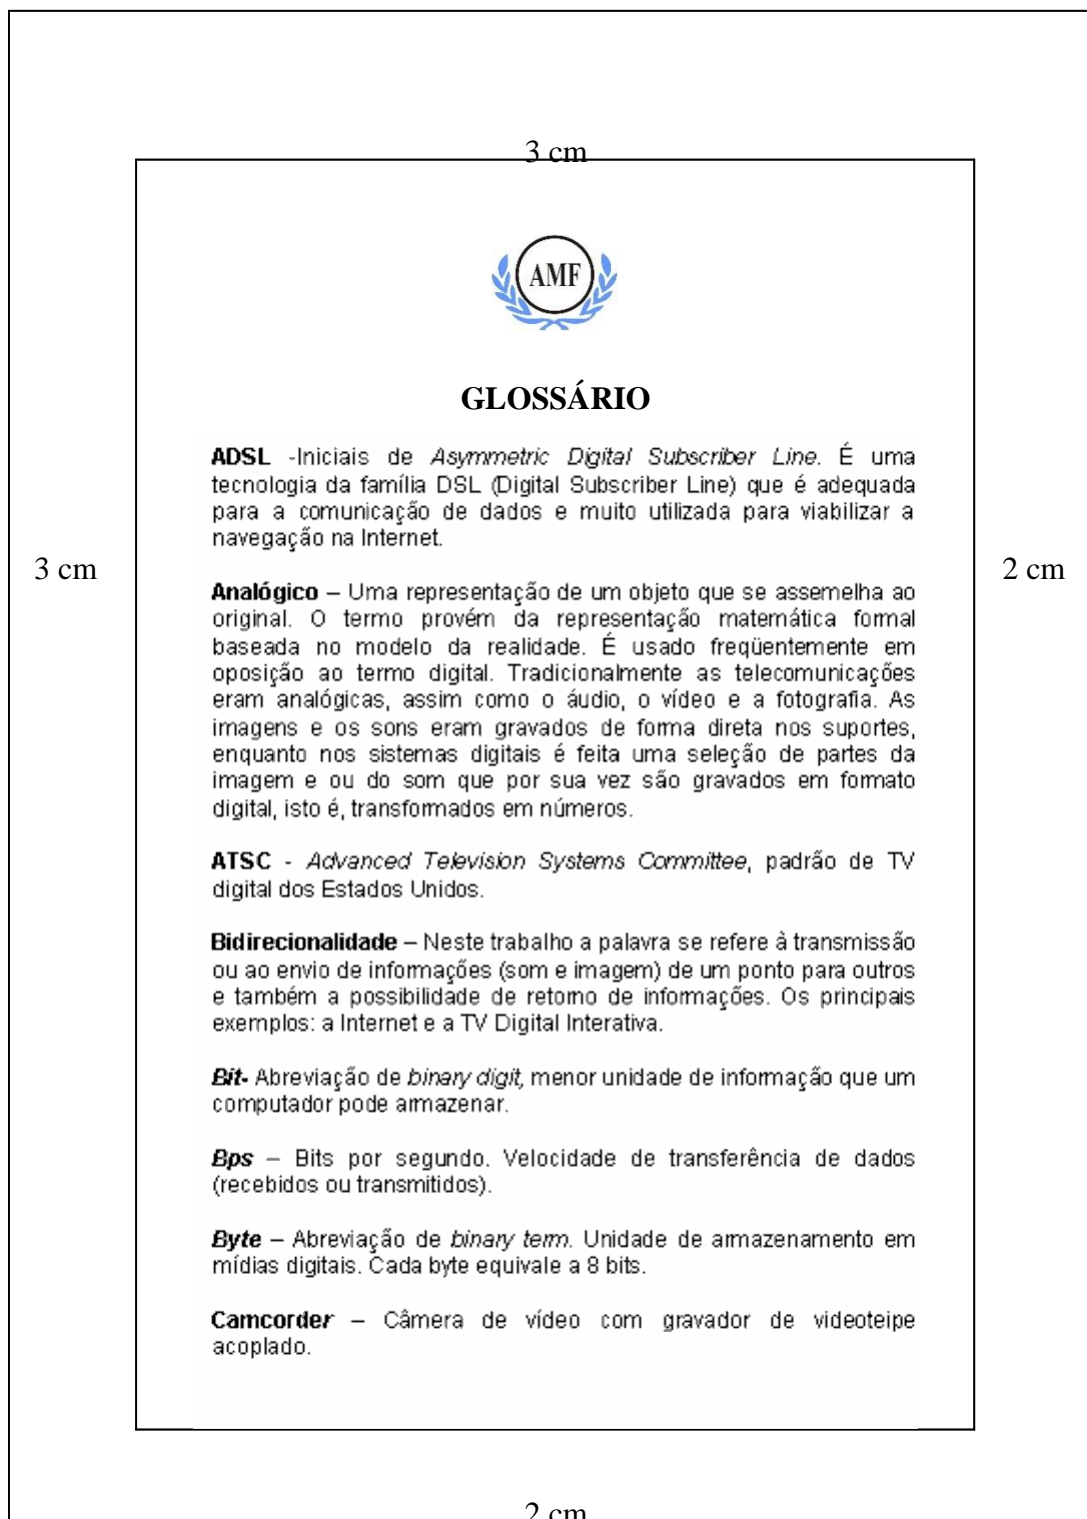 3 cm
AMF
GLOSSÁRIO
ADSL -Iniciais de Asymmetric Digital Subscriber Line. É uma
tecnologia da família DSL (Digital Subscriber Line) que é adequada
para a comunicação de dados e muito utilizada para viabilizar a
navegação na Internet.
3 cm
2 cm
Analógico – Uma representação de um objeto que se assemelha ao
original. O termo provém da representação matemática formal
baseada no modelo da realidade. É usado freqüentemente em
oposição ao termo digital. Tradicionalmente as telecomunicações
eram analógicas, assim como o áudio, o vídeo e a fotografia. As
imagens e os sons eram gravados de forma direta nos suportes,
enquanto nos sistemas digitais é feita uma seleção de partes da
imagem e ou do som que por sua vez são gravados em formato
digital, isto é, transformados em números.
ATSC - Advanced Television Systems Committee, padrão de TV
digital dos Estados Unidos.
Bidirecionalidade – Neste trabalho a palavra se refere à transmissão
ou ao envio de informações (som e imagem) de um ponto para outros
e também a possibilidade de retorno de informações. Os principais
exemplos: a Internet e a TV Digital Interativa.
Bit- Abreviação de binary digit, menor unidade de informação que um
computador pode armazenar.
Bps – Bits por segundo. Velocidade de transferência de dados
(recebidos ou transmitidos).
Byte – Abreviação de binary term. Unidade de armazenamento em
mídias digitais. Cada byte equivale a 8 bits.
Camcorder – Câmera de vídeo com gravador de videoteipe
acoplado.
2 cm